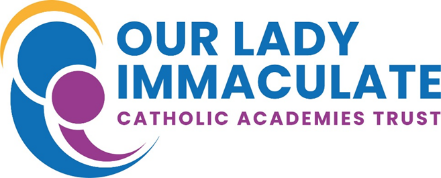 OUR LADY
IMMACULATE
CATHOLIC ACADEMIES TRUST